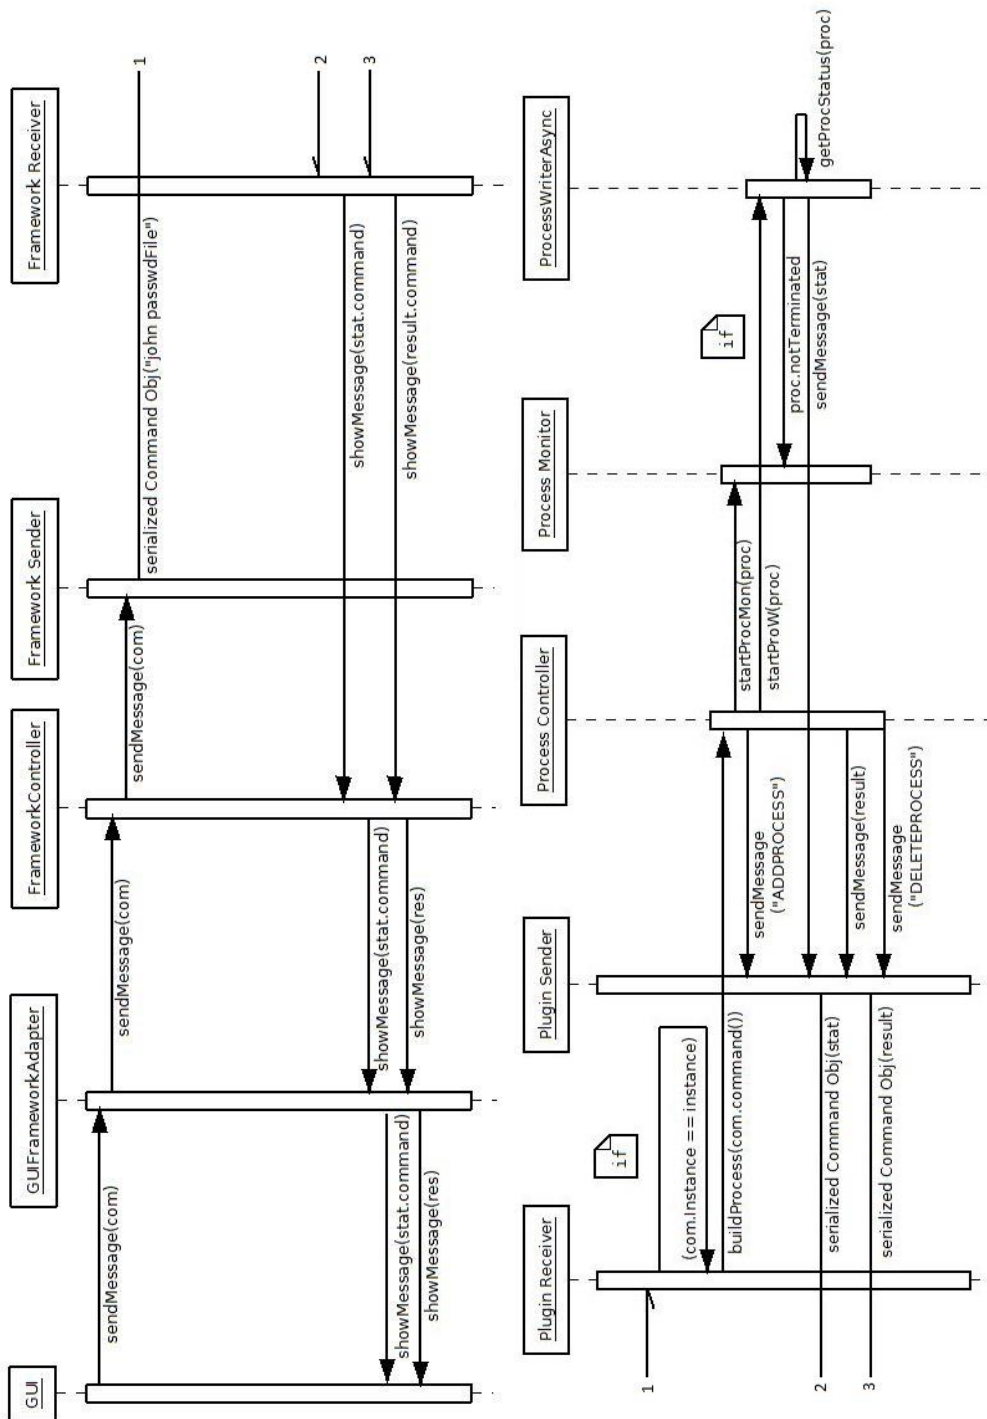 GUI
GUIFrameworkAdapter
FrameworkController
Framework Sender
Framework Receiver
sendMessage(com)
sendMessage(com)
sendMessage(com)
serialized Command Obj("john passwdFile")
1
2
3
showMessage(stat.command)
showMessage(result.command)
showMessage(stat.command)
showMessage(res)
showMessage(stat.command)
showMessage(res)
Plugin Receiver
Plugin Sender
Process Controller
Process Monitor
ProcessWriterAsync
1
if
(com.Instance == instance)
buildProcess(com.command())
startProcMon(proc)
startProW(proc)
if
sendMessage
("ADDPROCESS")
proc.notTerminated
sendMessage(stat)
getProcStatus(proc)
2
serialized Command Obj(stat)
sendMessage(result)
3
serialized Command Obj(result)
sendMessage
("DELETEPROCESS")